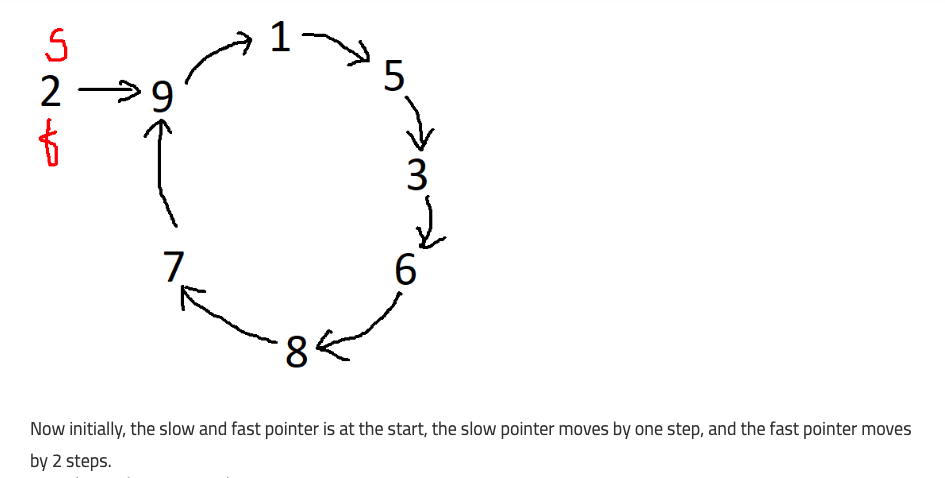 S
2
f
9
1
5
3
6
8
7
Now initially, the slow and fast pointer is at the start, the slow pointer moves by one step, and the fast pointer moves
by 2 steps.